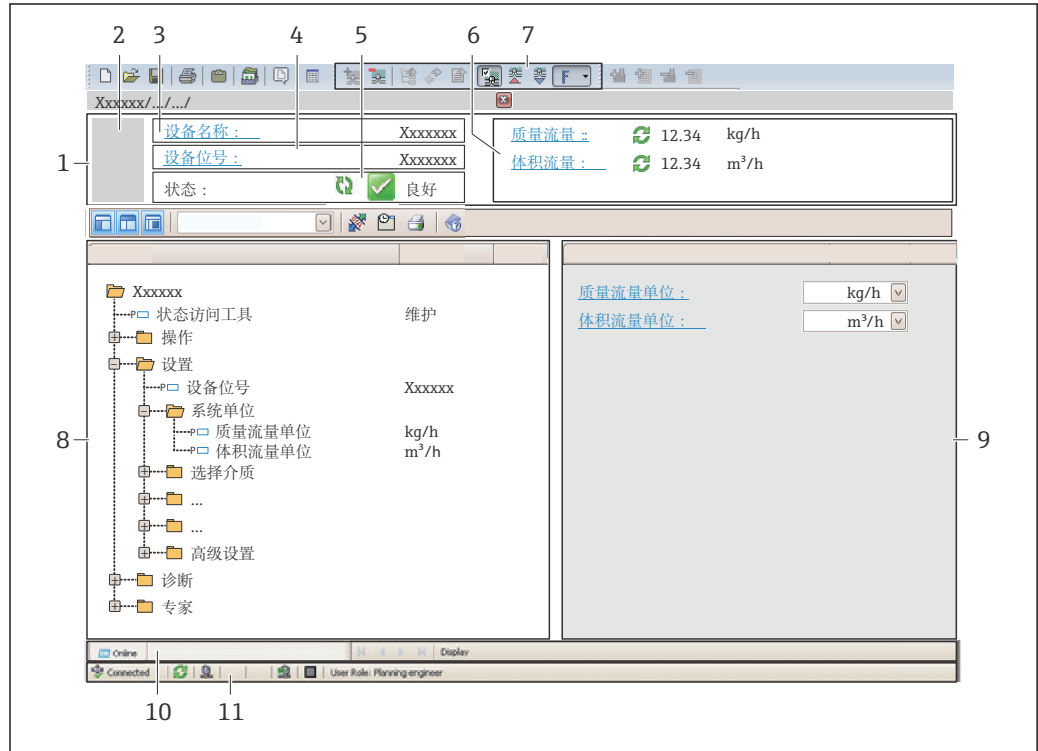 2 3 4 5 6 7
F
Xxxxxx/.../.../
1
设备名称： Xxxxxxx
设备位号： Xxxxxxx
状态： 良好
质量流量 :: 12.34 kg/h
体积流量： 12.34 m³/h
Xxxxxx
状态访问工具 维护
操作
设置
设备位号 Xxxxxx
系统单位
质量流量单位 kg/h
体积流量单位 m³/h
选择介质
...
...
高级设置
诊断
专家
8
质量流量单位： kg/h
体积流量单位： m³/h
9
Online Display
Connected User Role: Planning engineer
10 11